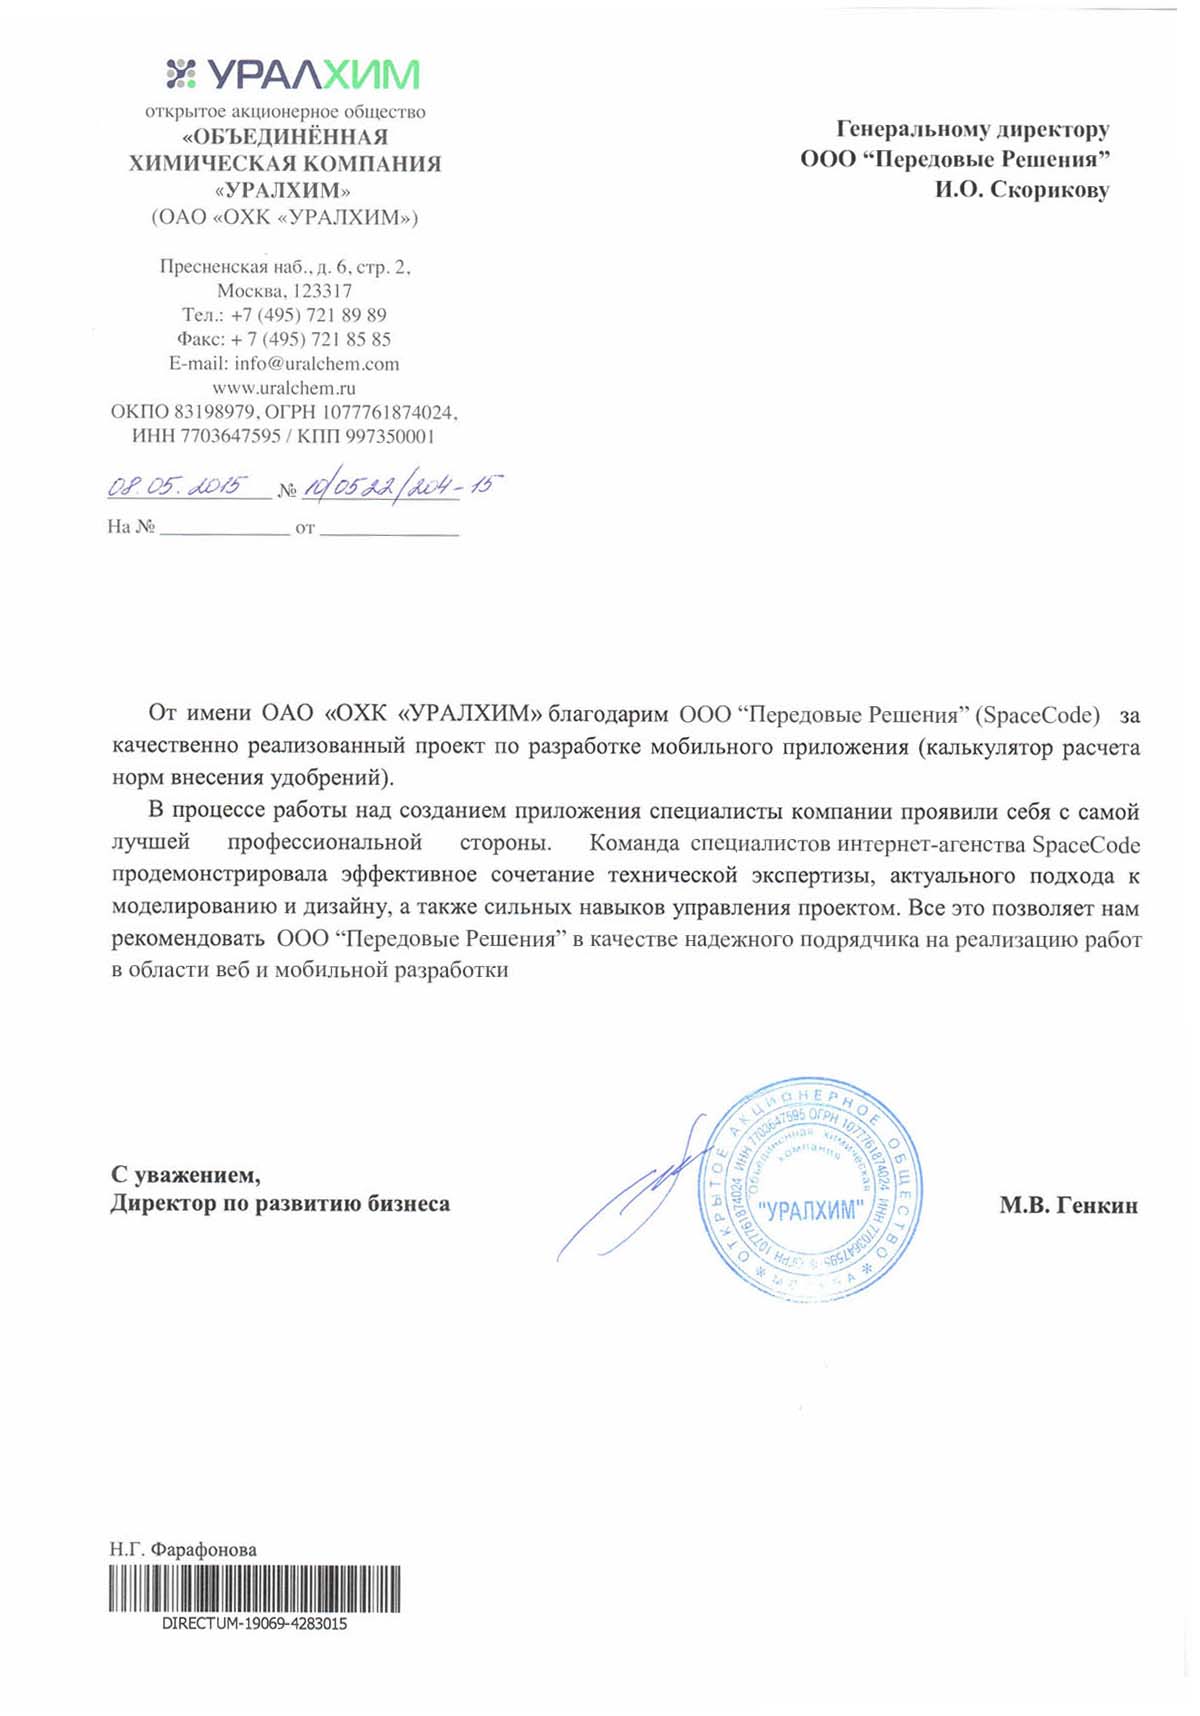 УРАЛХИМ
открытое акционерное общество
«ОБЪЕДИНЁННАЯ
ХИМИЧЕСКАЯ КОМПАНИЯ
«УРАЛХИМ»
(ОАО «ОХК «УРАЛХИМ»)
Пресненская наб., д. 6, стр. 2,
Москва, 123317
Тел.: +7 (495) 721 89 89
Факс: + 7 (495) 721 85 85
E-mail: info@uralchem.com
www.uralchem.ru
ОКПО 83198979, ОГРН 1077761874024,
ИНН 7703647595 / КПП 997350001
08.05.2015 № 10/0522/204-15
На № от
Генеральному директору
ООО “Передовые Решения”
И.О. Скорикову
От имени ОАО «ОХК «УРАЛХИМ» благодарим ООО “Передовые Решения” (SpaceCode) за
качественно реализованный проект по разработке мобильного приложения (калькулятор расчета
норм внесения удобрений).
В процессе работы над созданием приложения специалисты компании проявили себя с самой
лучшей профессиональной стороны. Команда специалистов интернет-агенства SpaceCode
продемонстрировала эффективное сочетание технической экспертизы, актуального подхода к
моделированию и дизайну, а также сильных навыков управления проектом. Все это позволяет нам
рекомендовать ООО “Передовые Решения” в качестве надежного подрядчика на реализацию работ
в области веб и мобильной разработки
С уважением,
Директор по развитию бизнеса
М.В. Генкин
ОТКРЫТОЕ АКЦИОНЕРНОЕ ОБЩЕСТВО * МОСКВА *
ИНН 7703647595 ОГРН 1077761874024 ИНН 7703647595 * ОГРН 1077761874024
Объединенная химическая
компания
"УРАЛХИМ"
Н.Г. Фарафонова
DIRECTUM-19069-4283015